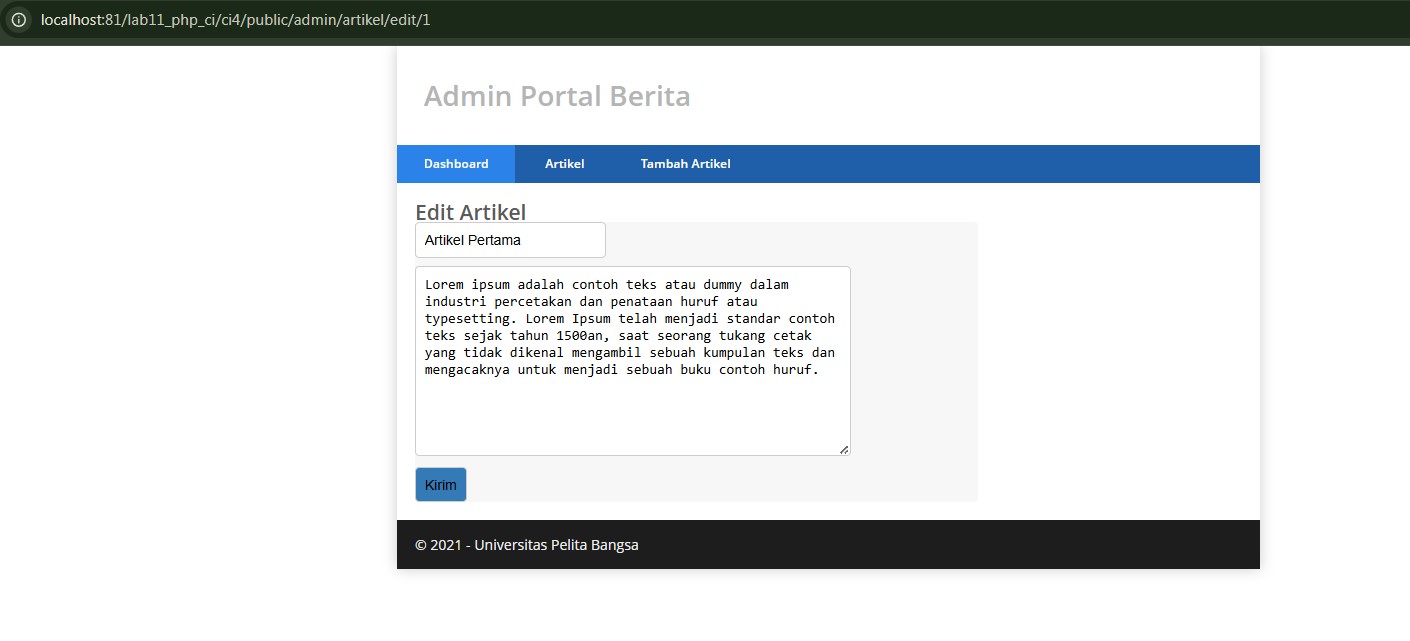 localhost:81/lab11_php_ci/ci4/public/admin/artikel/edit/1
Admin Portal Berita
Dashboard Artikel Tambah Artikel
Edit Artikel
Artikel Pertama
Lorem ipsum adalah contoh teks atau dummy dalam
industri percetakan dan penataan huruf atau
typesetting. Lorem Ipsum telah menjadi standar contoh
teks sejak tahun 1500an, saat seorang tukang cetak
yang tidak dikenal mengambil sebuah kumpulan teks dan
mengacaknya untuk menjadi sebuah buku contoh huruf.
Kirim
© 2021 - Universitas Pelita Bangsa